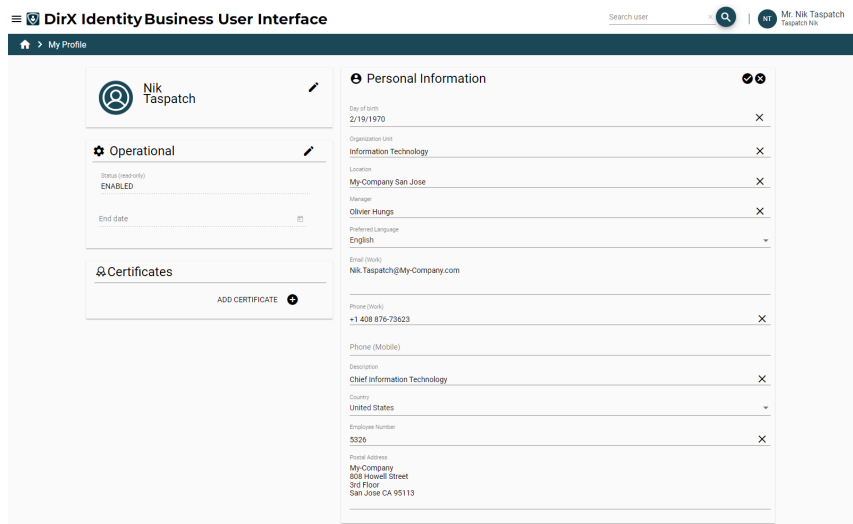 DirX Identity Business User Interface
Search user
NT
Mr. Nik Taspatch
Taspatch Nik
My Profile
Nik
Taspatch
Operational
Status (read-only)
ENABLED
End date
Certificates
ADD CERTIFICATE
Personal Information
Day of birth
2/19/1970
Organization Unit
Information Technology
Location
My-Company San Jose
Manager
Olivier Hungs
Preferred Language
English
Email (Work)
Nik.Taspatch@My-Company.com
Phone (Work)
+1 408 876-73623
Phone (Mobile)
Description
Chief Information Technology
Country
United States
Employee Number
5326
Postal Address
My-Company
808 Howell Street
3rd Floor
San Jose CA 95113